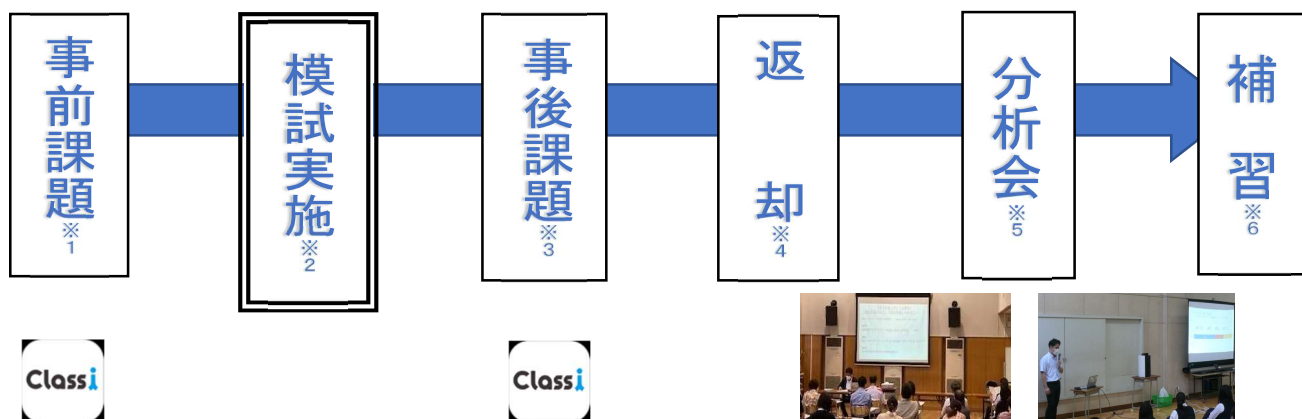 事前課題※1
模試実施※2
事後課題※3
返却※4
分析会※5
補習※6
Classi
Classi